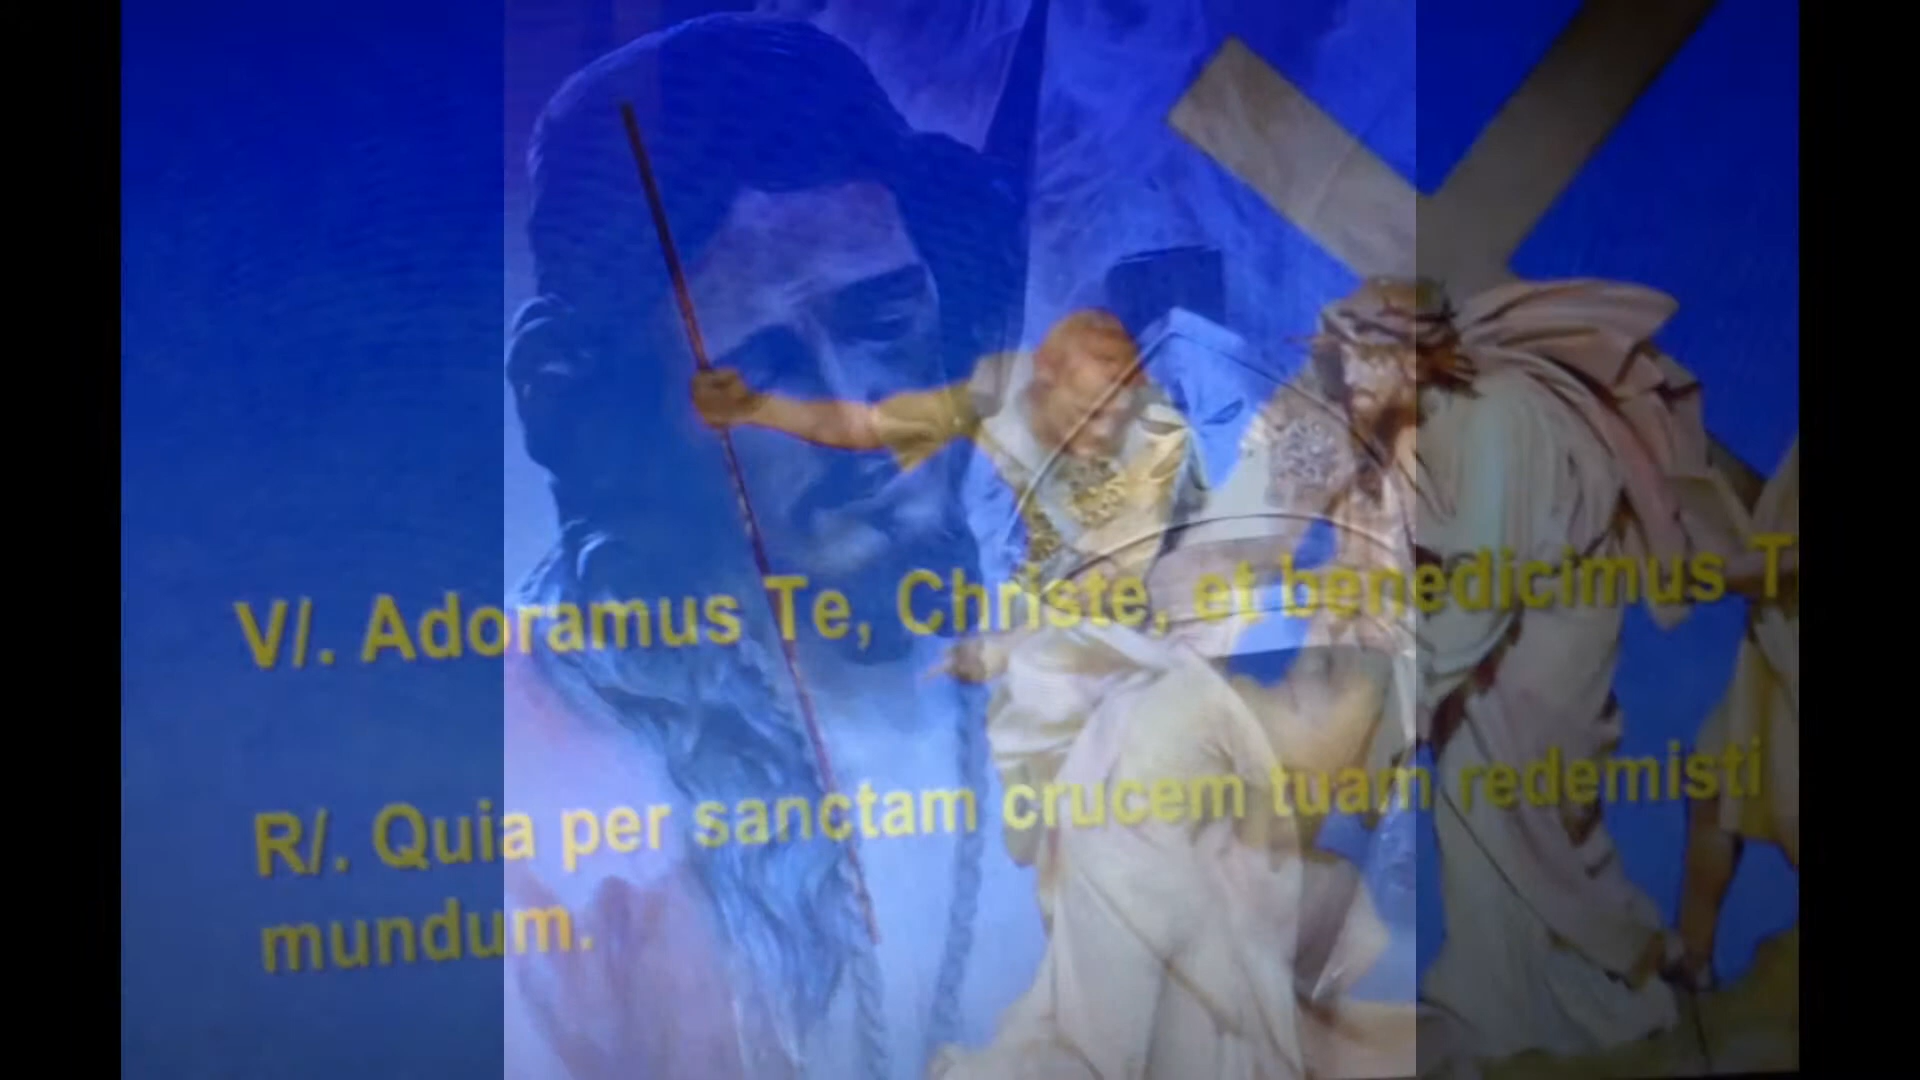 V/. Adoramus Te, Christe, et benedicimus T
R/. Quia per sanctam crucem tuam redemisti
mundum.